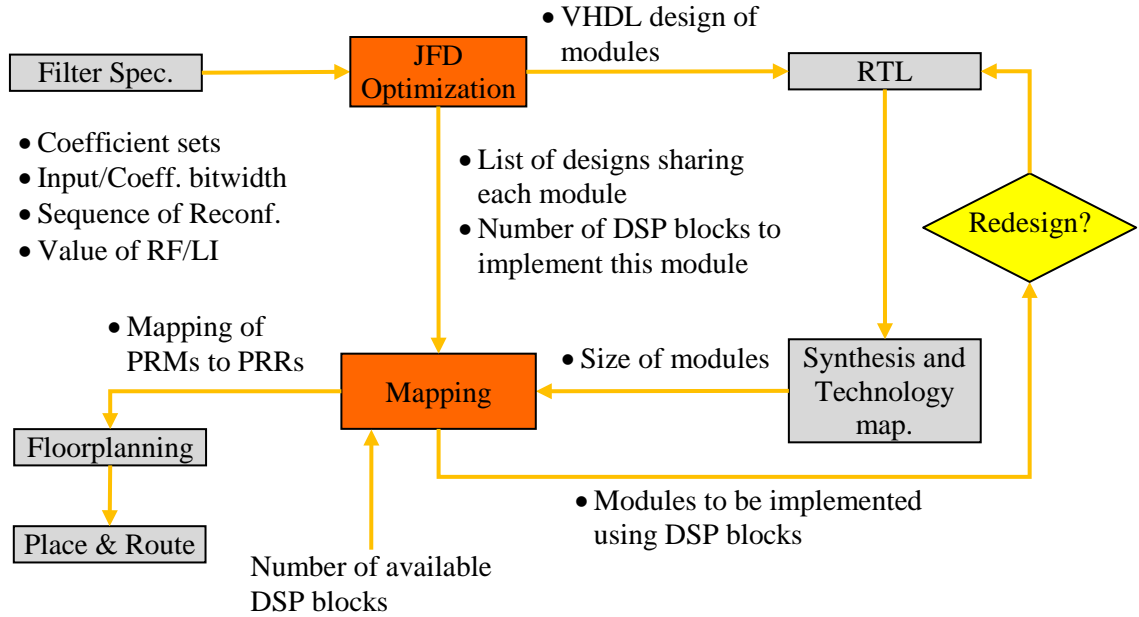 • VHDL design of
modules
Filter Spec.
JFD
Optimization
RTL
• Coefficient sets
• Input/Coeff. bitwidth
• Sequence of Reconf.
• Value of RF/LI
• List of designs sharing
each module
• Number of DSP blocks to
implement this module
Redesign?
• Mapping of
PRMs to PRRs
Mapping
• Size of modules
Synthesis and
Technology
map.
Floorplanning
Place & Route
Number of available
DSP blocks
• Modules to be implemented
using DSP blocks